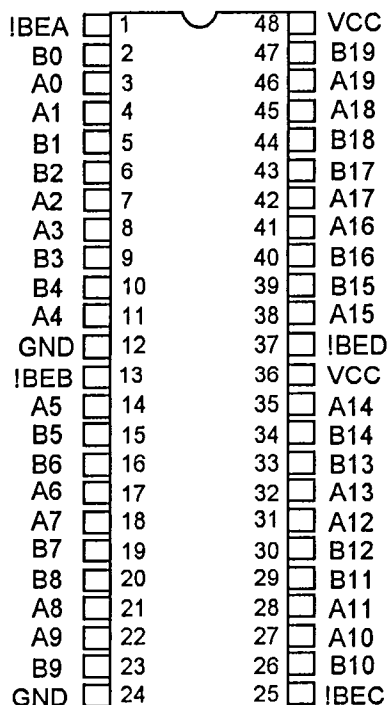 !BEA 1 48 VCC
B0 2 47 B19
A0 3 46 A19
A1 4 45 A18
B1 5 44 B18
B2 6 43 B17
A2 7 42 A17
A3 8 41 A16
B3 9 40 B16
B4 10 39 B15
A4 11 38 A15
GND 12 37 !BED
!BEB 13 36 VCC
A5 14 35 A14
B5 15 34 B14
B6 16 33 B13
A6 17 32 A13
A7 18 31 A12
B7 19 30 B12
B8 20 29 B11
A8 21 28 A11
A9 22 27 A10
B9 23 26 B10
GND 24 25 !BEC